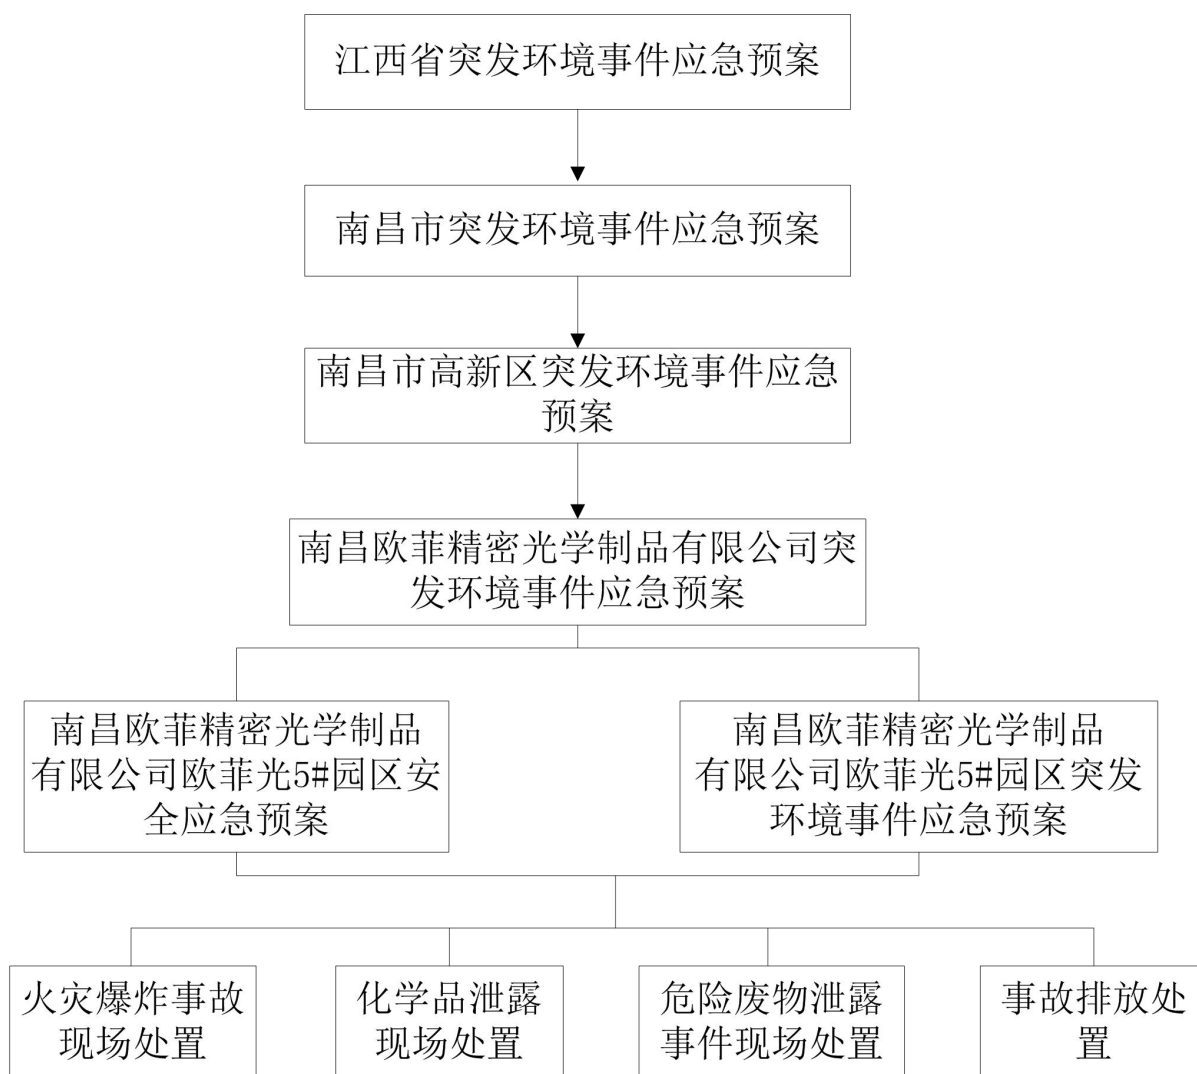 江西省突发环境事件应急预案
南昌市突发环境事件应急预案
南昌市高新区突发环境事件应急
预案
南昌欧菲精密光学制品有限公司突
发环境事件应急预案
南昌欧菲精密光学制品
有限公司欧菲光5#园区安
全应急预案
南昌欧菲精密光学制品
有限公司欧菲光5#园区突发
环境事件应急预案
火灾爆炸事故
现场处置
化学品泄露
现场处置
危险废物泄露
事件现场处置
事故排放处
置